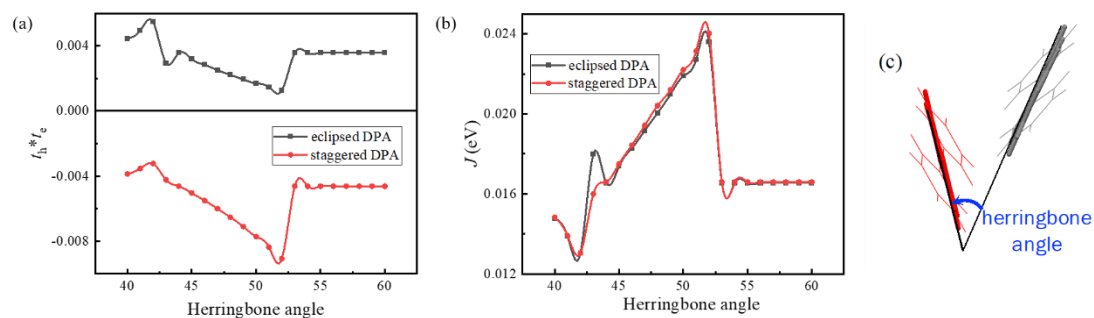 (a)
0.004
0.000
-0.004
-0.008
t_h*t_e
eclipsed DPA
staggered DPA
40 45 50 55 60
Herringbone angle
(b)
0.024
0.020
0.016
0.012
J (eV)
eclipsed DPA
staggered DPA
40 45 50 55 60
Herringbone angle
(c)
herringbone
angle